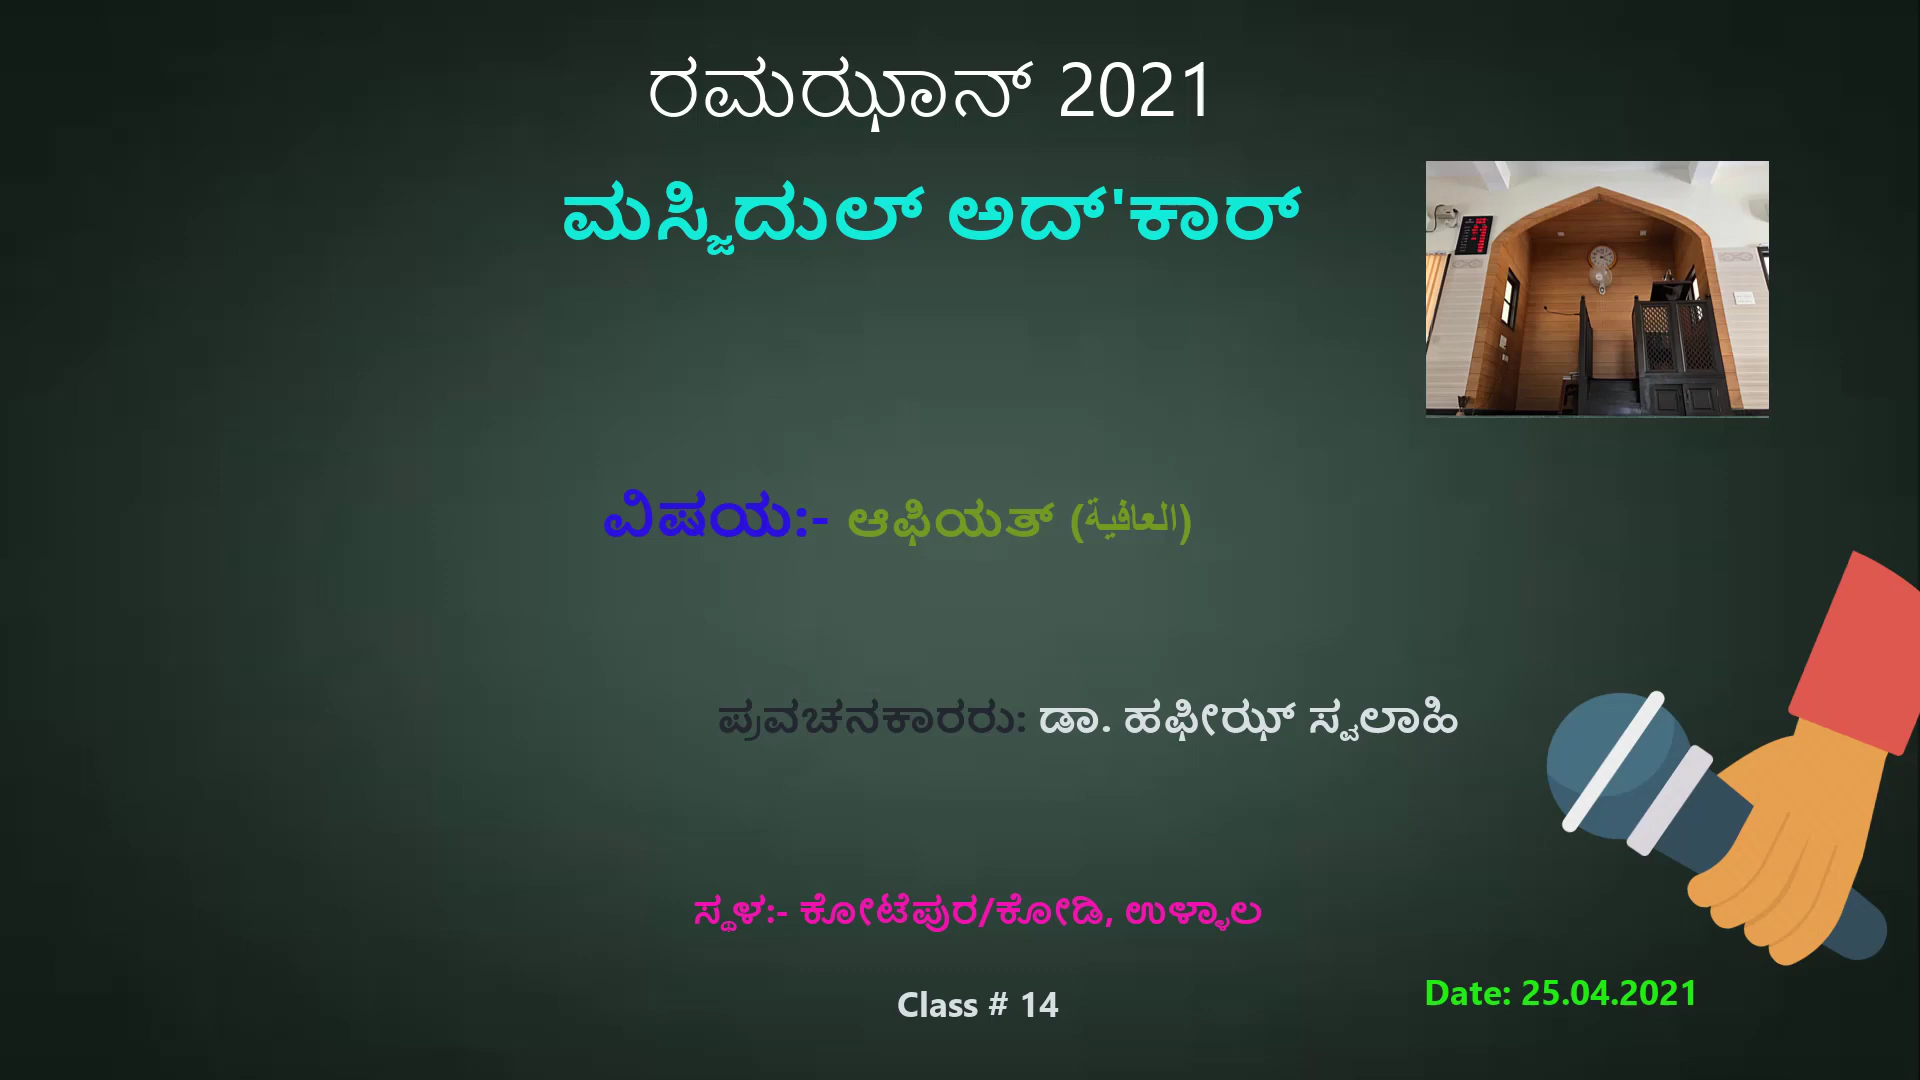 ರಮಝಾನ್ 2021
ಮಸ್ಜಿದುಲ್ ಅದ್'ಕಾರ್
ವಿಷಯ:- ಆಫಿಯತ್ (العافية)
ಪ್ರವಚನಕಾರರು: ಡಾ. ಹಫೀಝ್ ಸ್ವಲಾಹಿ
ಸ್ಥಳ:- ಕೋಟೆಪುರ/ಕೋಡಿ, ಉಳ್ಳಾಲ
Class # 14
Date: 25.04.2021